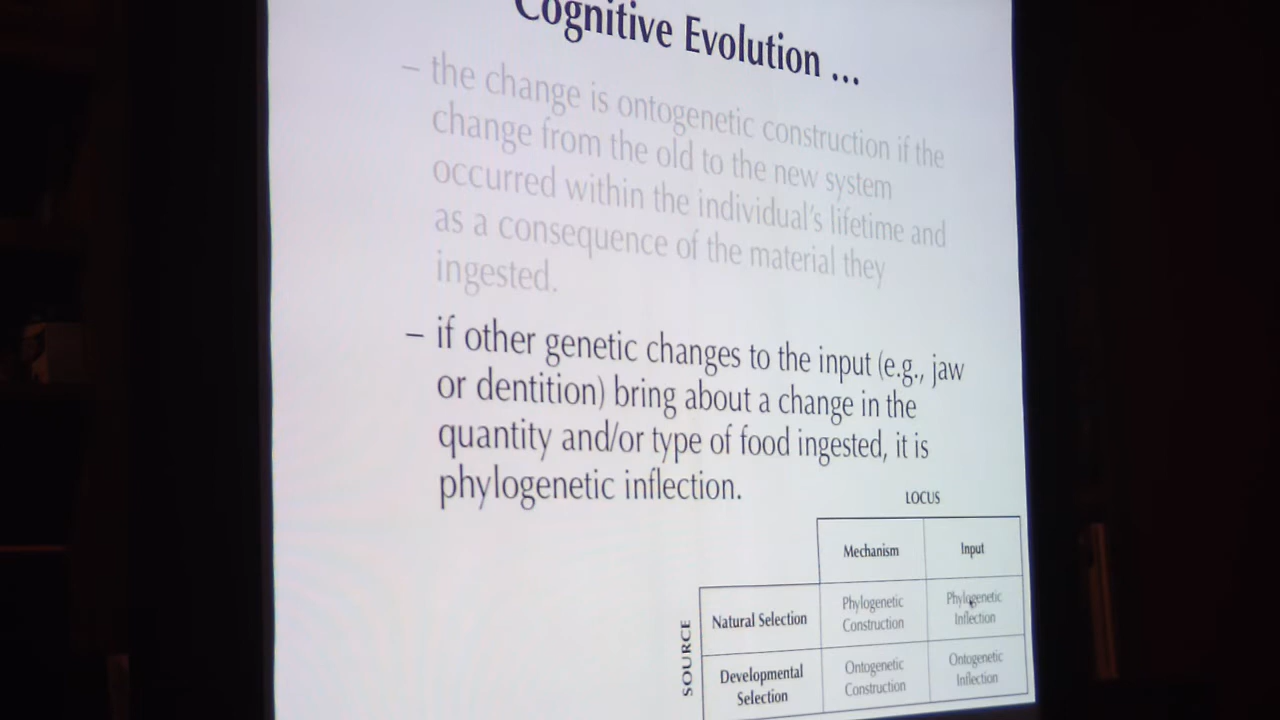 Cognitive Evolution ...
– the change is ontogenetic construction if the
change from the old to the new system
occurred within the individual's lifetime and
as a consequence of the material they
ingested.
– if other genetic changes to the input (e.g., jaw
or dentition) bring about a change in the
quantity and/or type of food ingested, it is
phylogenetic inflection.
LOCUS
Mechanism
Input
SOURCE
Natural Selection
Phylogenetic
Construction
Phylogenetic
Inflection
Developmental
Selection
Ontogenetic
Construction
Ontogenetic
Inflection